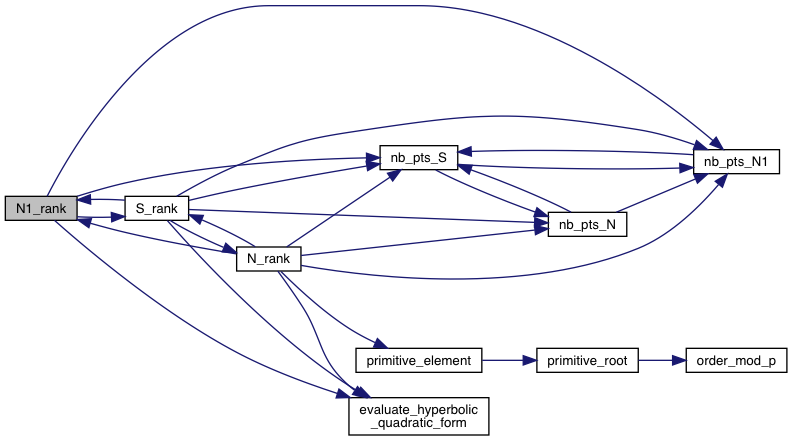 N1_rank
S_rank
N_rank
nb_pts_S
nb_pts_N
nb_pts_N1
primitive_element
primitive_root
order_mod_p
evaluate_hyperbolic
_quadratic_form